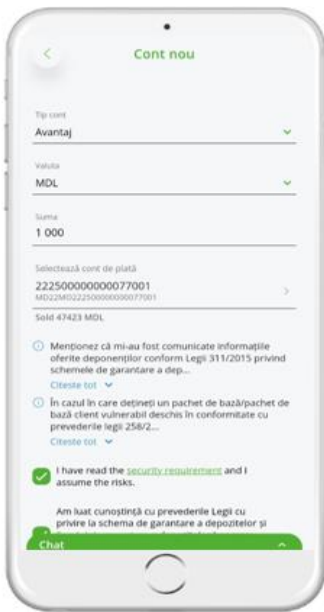 Cont nou
Tip cont
Avantaj
Valuta
MDL
Suma
1 000
Selectează cont de plată
222500000000077001
MD22MO222500000000077001
Sold 47423 MDL
Menționez că mi-au fost comunicate informațiile
oferite deponenților conform Legii 311/2015 privind
schemele de garantare a dep...
Citeste tot
În cazul în care dețineți un pachet de bază/pachet de
bază client vulnerabil deschis în conformitate cu
prevederile legii 258/2...
Citeste tot
I have read the security requirement and I
assume the risks.
Am luat cunoștință cu prevederile Legii cu
privire la schema de garantare a depozitelor și
Chat